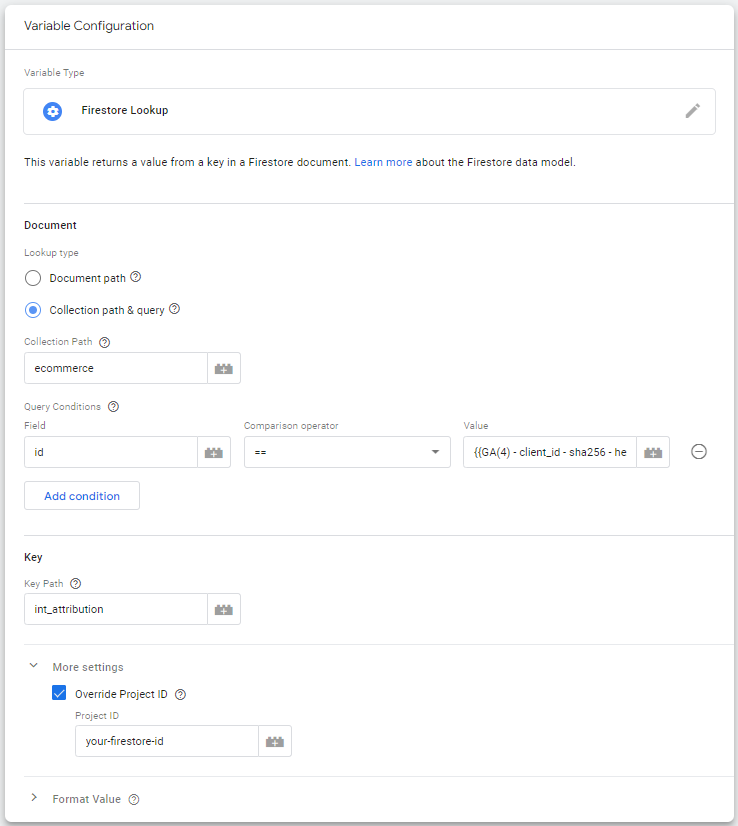 Variable Configuration
Variable Type
Firestore Lookup
This variable returns a value from a key in a Firestore document. Learn more about the Firestore data model.
Document
Lookup type
Document path
Collection path & query
Collection Path
ecommerce
Query Conditions
Field Comparison operator Value
id == {{GA(4) - client_id - sha256 - he
Add condition
Key
Key Path
int_attribution
More settings
Override Project ID
Project ID
your-firestore-id
Format Value